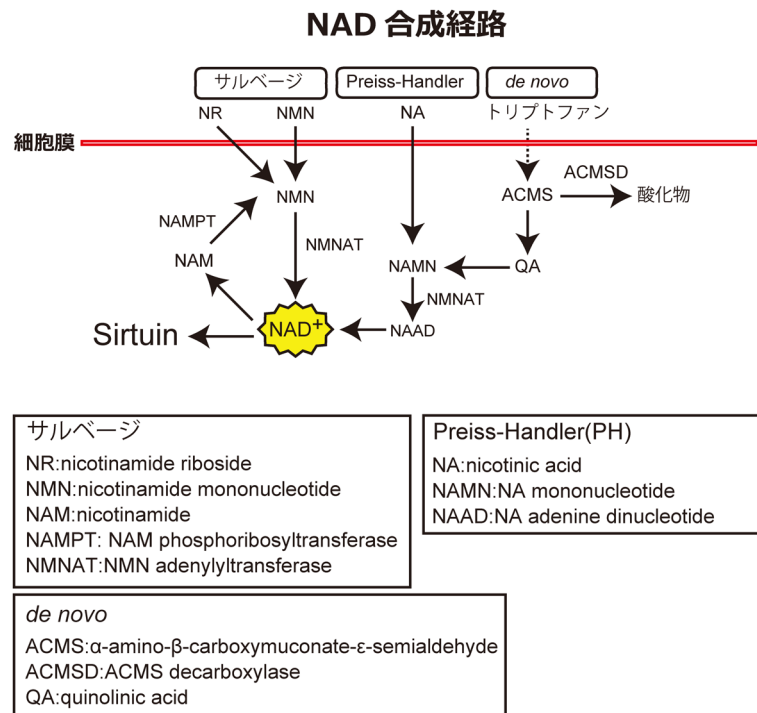 NAD 合成経路
サルベージ
Preiss-Handler
de novo
NR
NMN
NA
トリプトファン
細胞膜
ACMSD
NMN
ACMS
酸化物
NAMPT
NMNAT
NAM
NAMN
QA
NMNAT
Sirtuin
NAD+
NAAD
サルベージ
NR:nicotinamide riboside
NMN:nicotinamide mononucleotide
NAM:nicotinamide
NAMPT: NAM phosphoribosyltransferase
NMNAT:NMN adenylyltransferase
Preiss-Handler(PH)
NA:nicotinic acid
NAMN:NA mononucleotide
NAAD:NA adenine dinucleotide
de novo
ACMS:α-amino-β-carboxymuconate-ε-semialdehyde
ACMSD:ACMS decarboxylase
QA:quinolinic acid